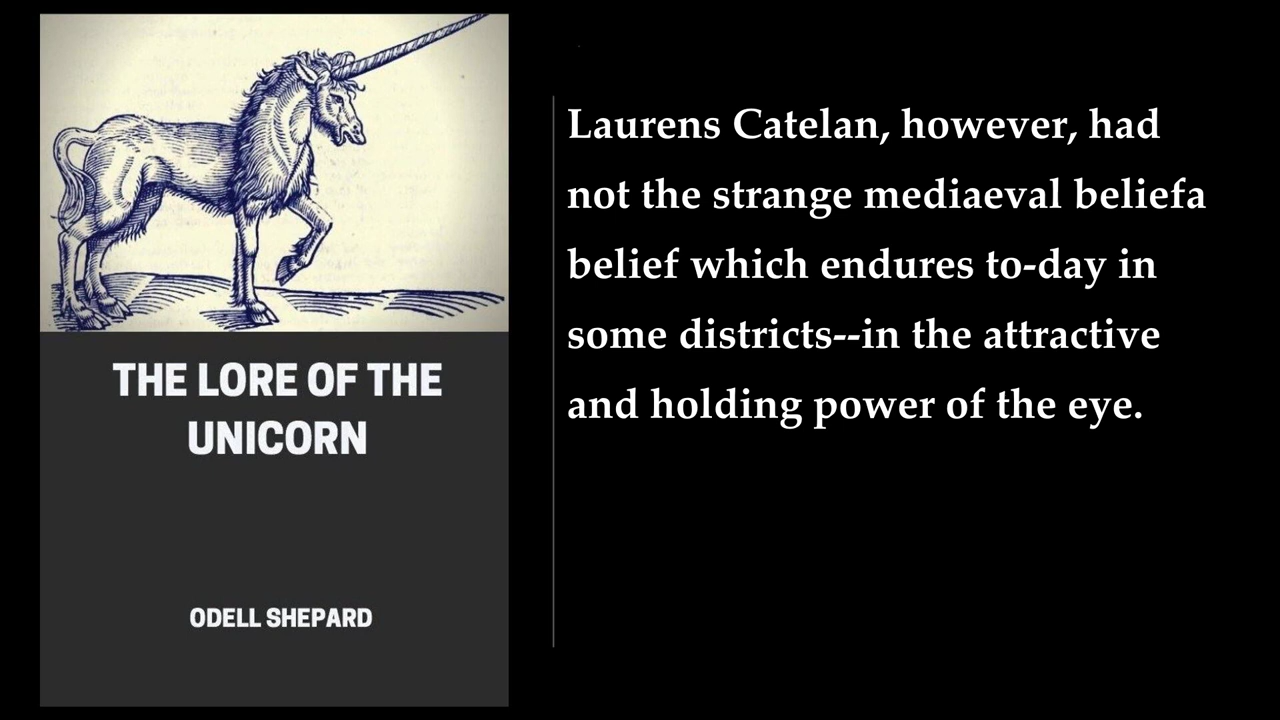 THE LORE OF THE
UNICORN
ODELL SHEPARD
Laurens Catelan, however, had
not the strange mediaeval beliefa
belief which endures to-day in
some districts--in the attractive
and holding power of the eye.